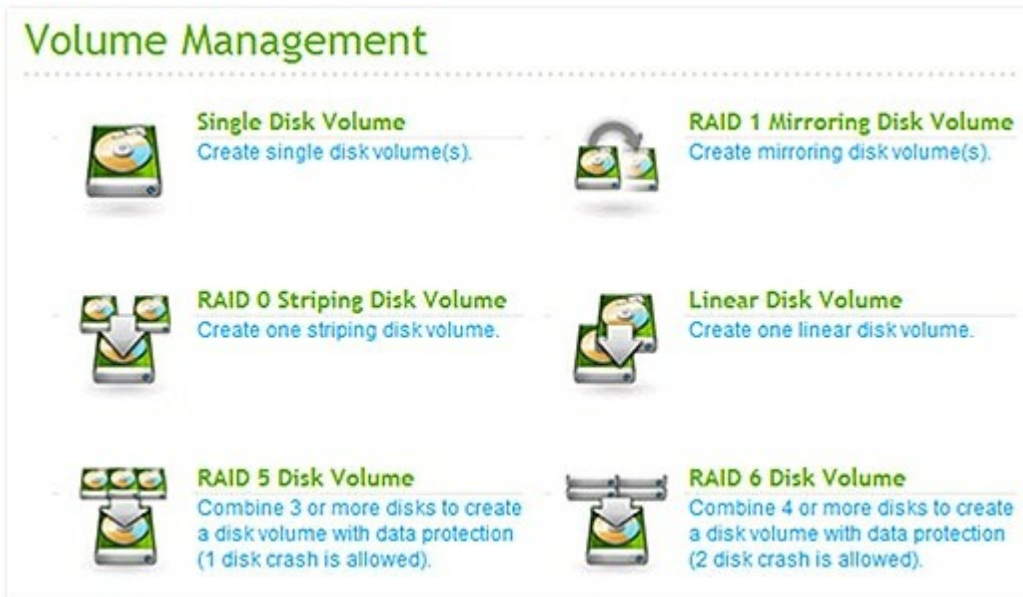 Volume Management
Single Disk Volume
Create single disk volume(s).
RAID 1 Mirroring Disk Volume
Create mirroring disk volume(s).
RAID 0 Striping Disk Volume
Create one striping disk volume.
Linear Disk Volume
Create one linear disk volume.
RAID 5 Disk Volume
Combine 3 or more disks to create
a disk volume with data protection
(1 disk crash is allowed).
RAID 6 Disk Volume
Combine 4 or more disks to create
a disk volume with data protection
(2 disk crash is allowed).